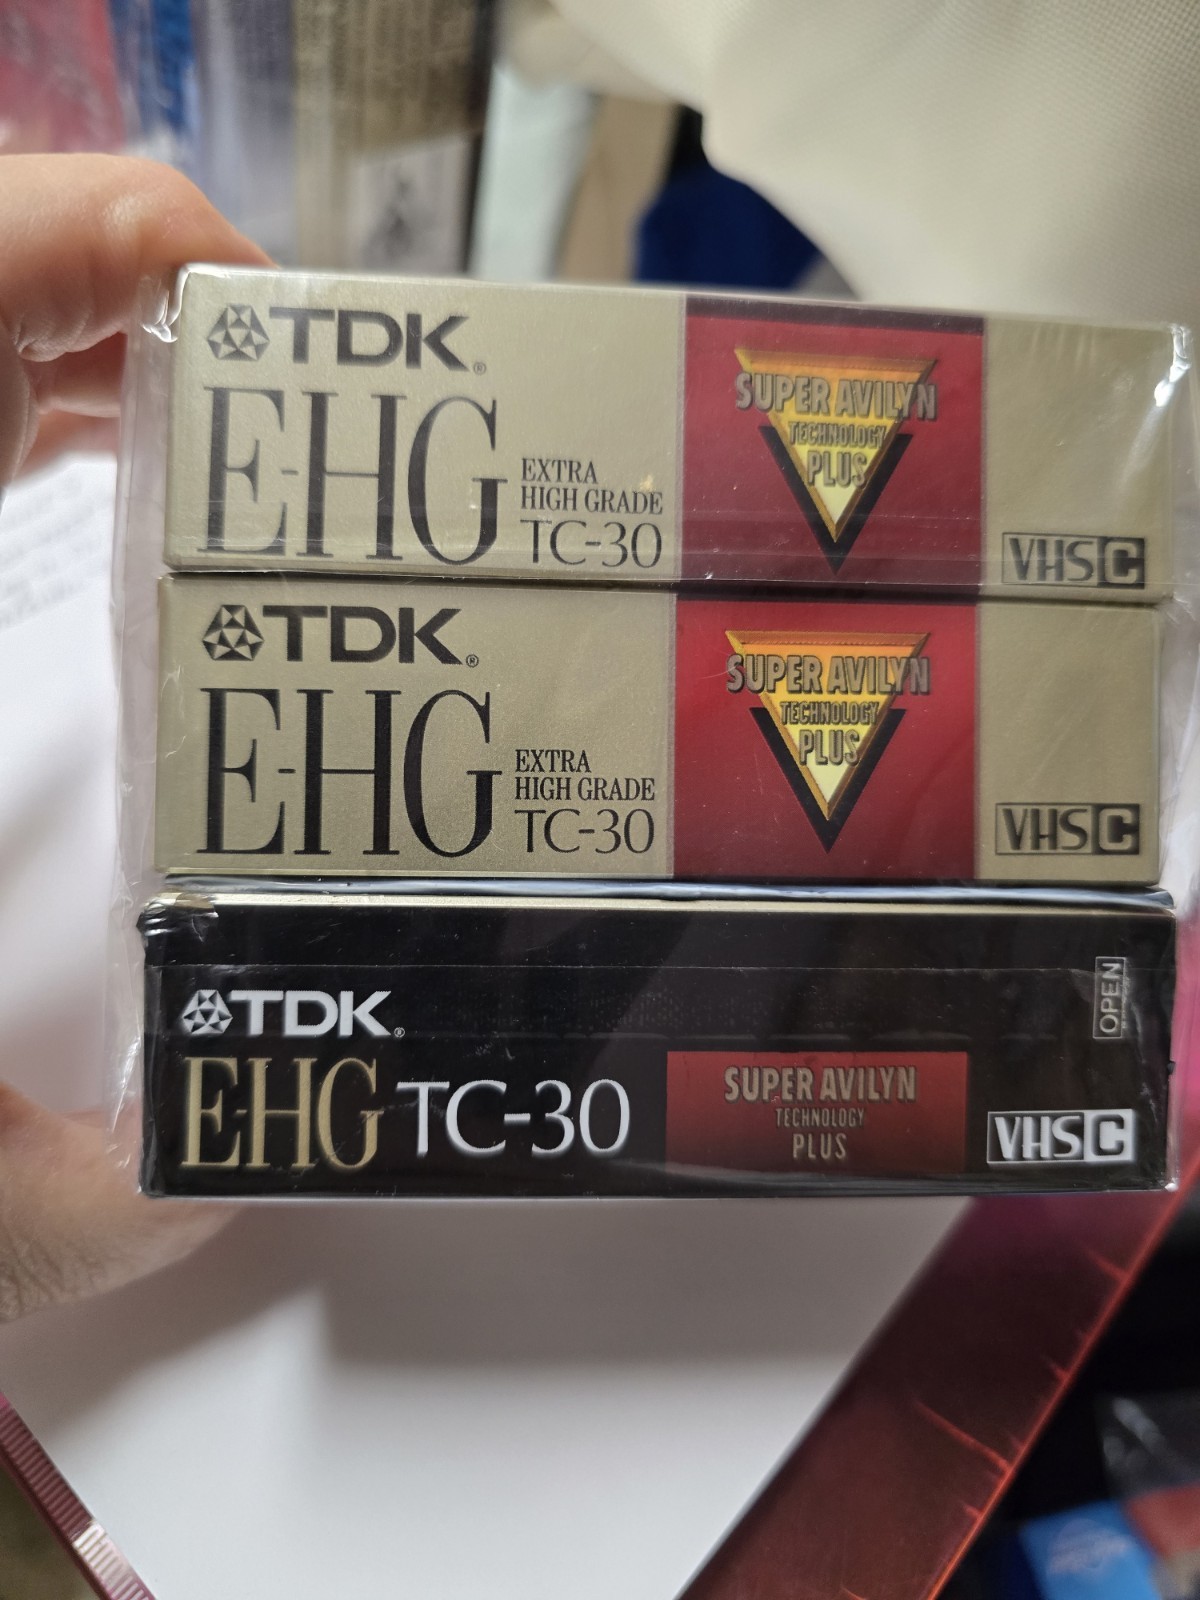 TDK®
E-HG
EXTRA
HIGH GRADE
TC-30
SUPER AVILYN
TECHNOLOGY
PLUS
VHS C
TDK®
E-HG
EXTRA
HIGH GRADE
TC-30
SUPER AVILYN
TECHNOLOGY
PLUS
VHS C
OPEN
TDK®
E-HG TC-30
SUPER AVILYN
TECHNOLOGY
PLUS
VHS C